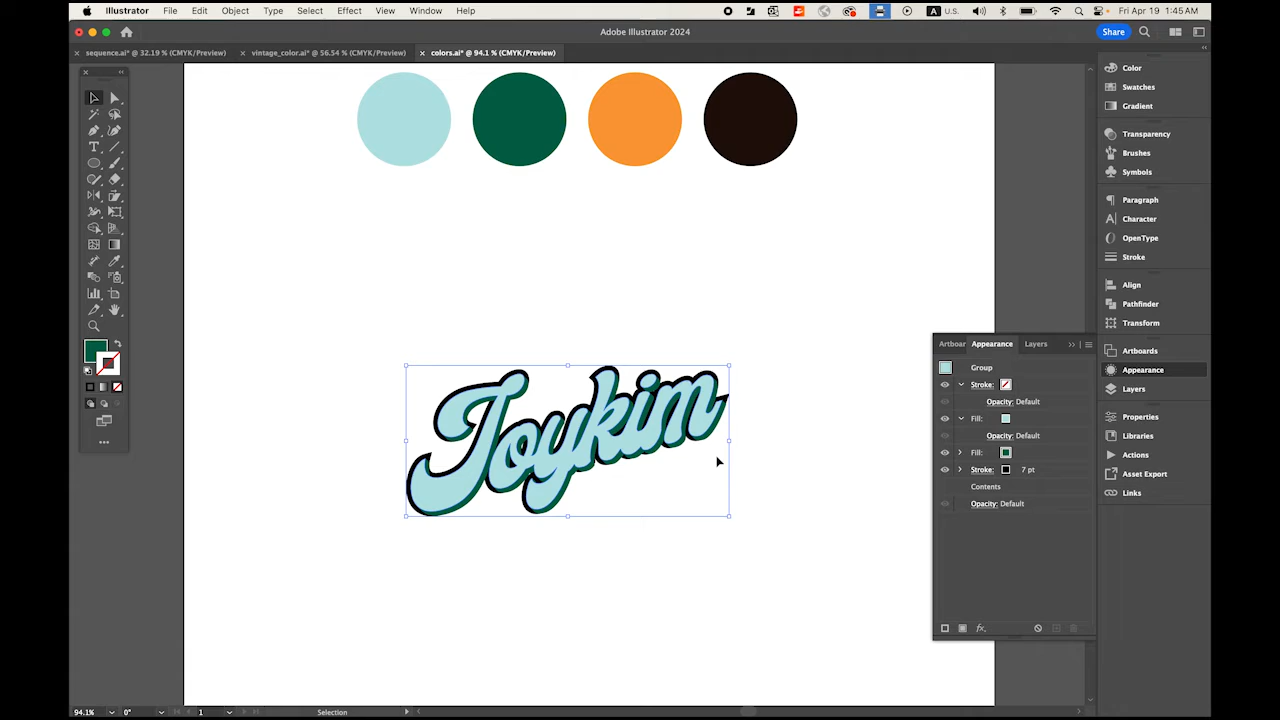 Illustrator File Edit Object Type Select Effect View Window Help A U.S. Fri Apr 19 1:45AM
Adobe Illustrator 2024
Share
sequence.ai* @ 32.19 % (CMYK/Preview) vintage_color.ai* @ 56.54 % (CMYK/Preview) colors.ai* @ 94.1 % (CMYK/Preview)
Color
Swatches
Gradient
Transparency
Brushes
Symbols
Paragraph
Character
OpenType
Stroke
Align
Pathfinder
Transform
Artboards
Appearance
Layers
Properties
Libraries
Actions
Asset Export
Links
Joykim
Artboar Appearance Layers
Group
Stroke:
Opacity: Default
Fill:
Opacity: Default
Fill:
Stroke: 7 pt
Contents
Opacity: Default
fx.
94.1% 0° 1 Selection